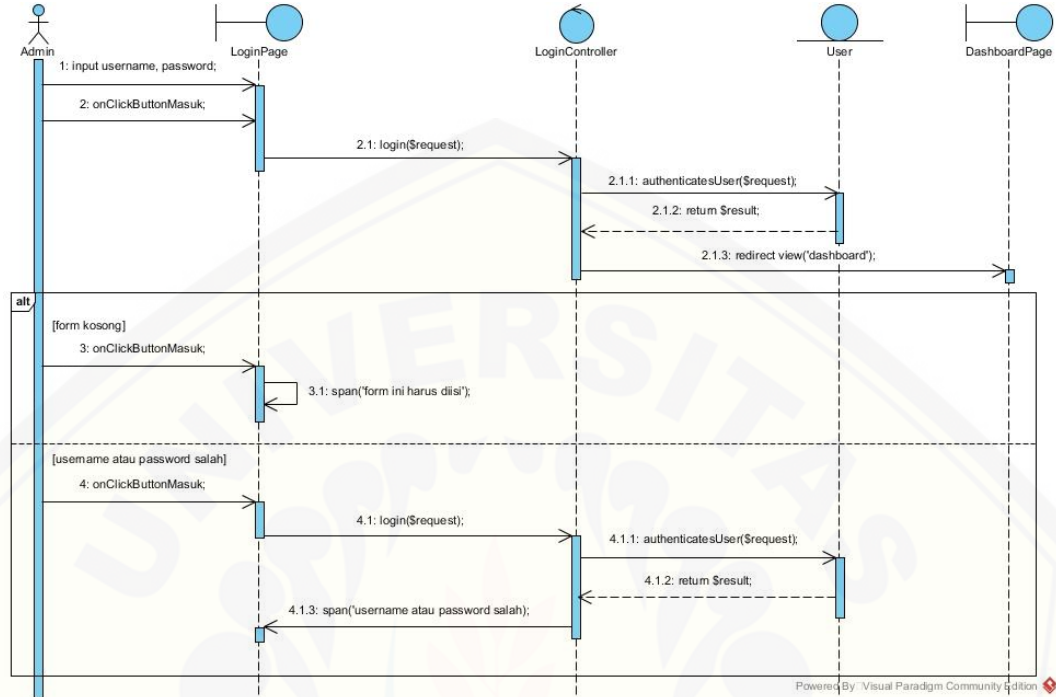 Admin
LoginPage
LoginController
User
DashboardPage
1: input username, password;
2: onClickButtonMasuk;
2.1: login($request);
2.1.1: authenticatesUser($request);
2.1.2: return $result;
2.1.3: redirect view('dashboard');
alt
[form kosong]
3: onClickButtonMasuk;
3.1: span('form ini harus diisi');
[username atau password salah]
4: onClickButtonMasuk;
4.1: login($request);
4.1.1: authenticatesUser($request);
4.1.2: return $result;
4.1.3: span('username atau password salah);
UNIVERSITAS
Powered By Visual Paradigm Community Edition